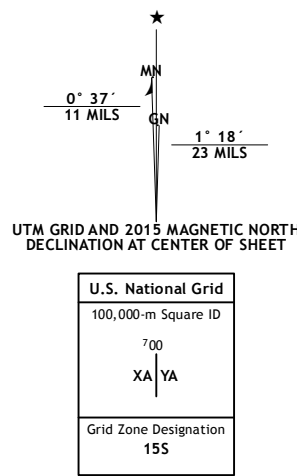 ★
MN
0° 37´
11 MILS
GN
1° 18´
23 MILS
UTM GRID AND 2015 MAGNETIC NORTH
DECLINATION AT CENTER OF SHEET
U.S. National Grid
100,000-m Square ID
⁷00
XA YA
Grid Zone Designation
15S